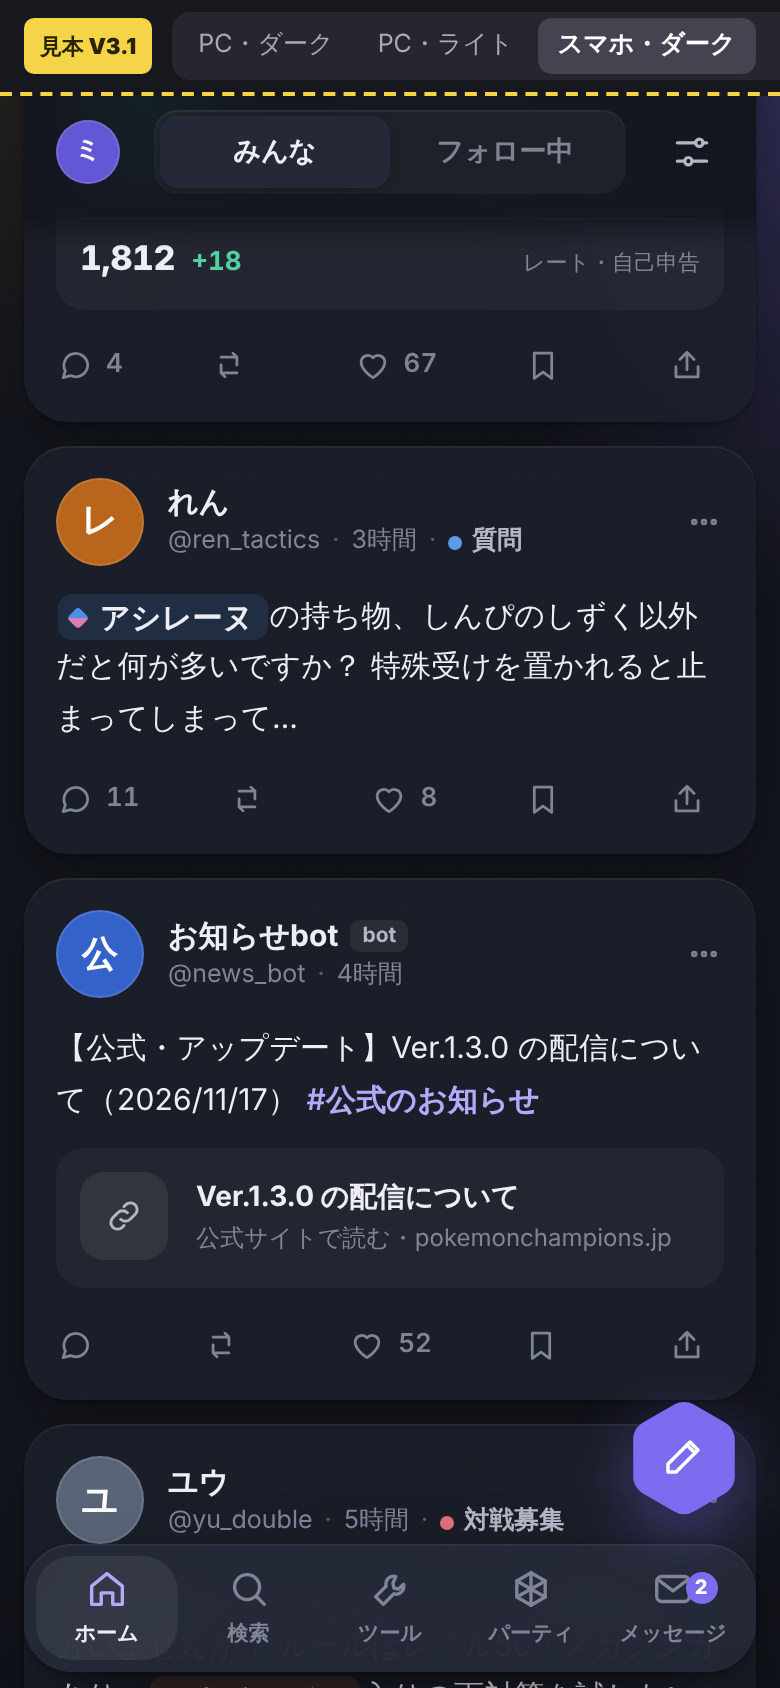 見本 V3.1
PC・ダーク
PC・ライト
スマホ・ダーク
ミ
みんな
フォロー中
1,812 +18
レート・自己申告
4
67
レ
れん
@ren_tactics · 3時間 · 質問
アシレーヌの持ち物、しんぴのしずく以外
だと何が多いですか？ 特殊受けを置かれると止
まってしまって…
11
8
公
お知らせbot bot
@news_bot · 4時間
【公式・アップデート】Ver.1.3.0 の配信につい
て（2026/11/17） #公式のお知らせ
Ver.1.3.0 の配信について
公式サイトで読む・pokemonchampions.jp
52
ユ
ユウ
@yu_double · 5時間 · 対戦募集
2
ホーム
検索
ツール
パーティ
メッセージ